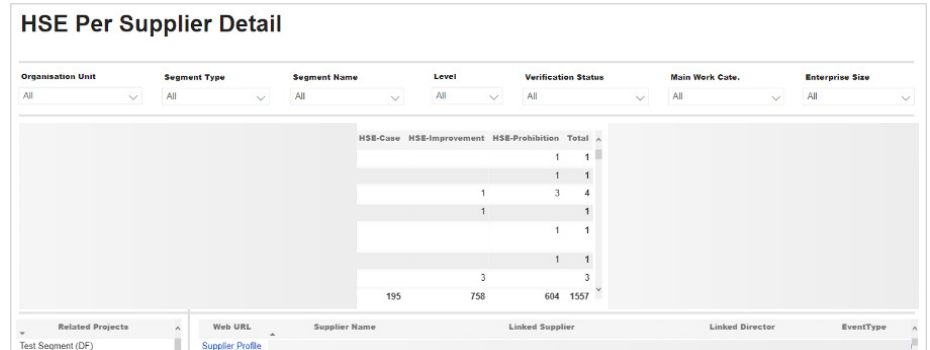 HSE Per Supplier Detail
Organisation Unit Segment Type Segment Name Level Verification Status Main Work Cate. Enterprise Size
All All All All All All All
HSE-Case HSE-Improvement HSE-Prohibition Total
1 1
1 1
1 3 4
1 1
1 1
1 1
3 3
195 758 604 1557
Related Projects Web URL Supplier Name Linked Supplier Linked Director EventType
Test Segment (DF) Supplier Profile